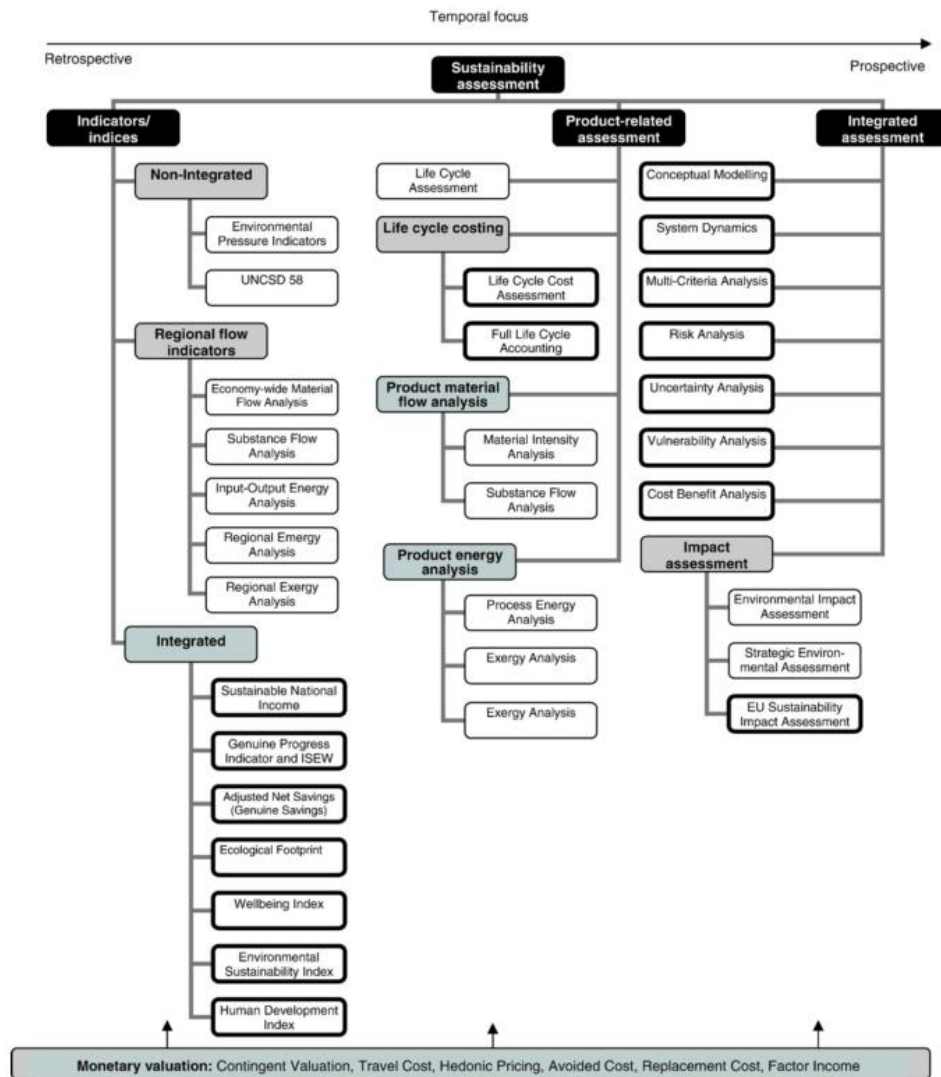 Temporal focus
Retrospective
Prospective
Sustainability
assessment
Indicators/
indices
Product-related
assessment
Integrated
assessment
Non-Integrated
Environmental
Pressure Indicators
UNCSD 58
Regional flow
indicators
Economy-wide Material
Flow Analysis
Substance Flow
Analysis
Input-Output Energy
Analysis
Regional Emergy
Analysis
Regional Exergy
Analysis
Integrated
Sustainable National
Income
Genuine Progress
Indicator and ISEW
Adjusted Net Savings
(Genuine Savings)
Ecological Footprint
Wellbeing Index
Environmental
Sustainability Index
Human Development
Index
Life Cycle
Assessment
Life cycle costing
Life Cycle Cost
Assessment
Full Life Cycle
Accounting
Product material
flow analysis
Material Intensity
Analysis
Substance Flow
Analysis
Product energy
analysis
Process Energy
Analysis
Exergy Analysis
Exergy Analysis
Conceptual Modelling
System Dynamics
Multi-Criteria Analysis
Risk Analysis
Uncertainty Analysis
Vulnerability Analysis
Cost Benefit Analysis
Impact
assessment
Environmental Impact
Assessment
Strategic Environ-
mental Assessment
EU Sustainability
Impact Assessment
Monetary valuation: Contingent Valuation, Travel Cost, Hedonic Pricing, Avoided Cost, Replacement Cost, Factor Income